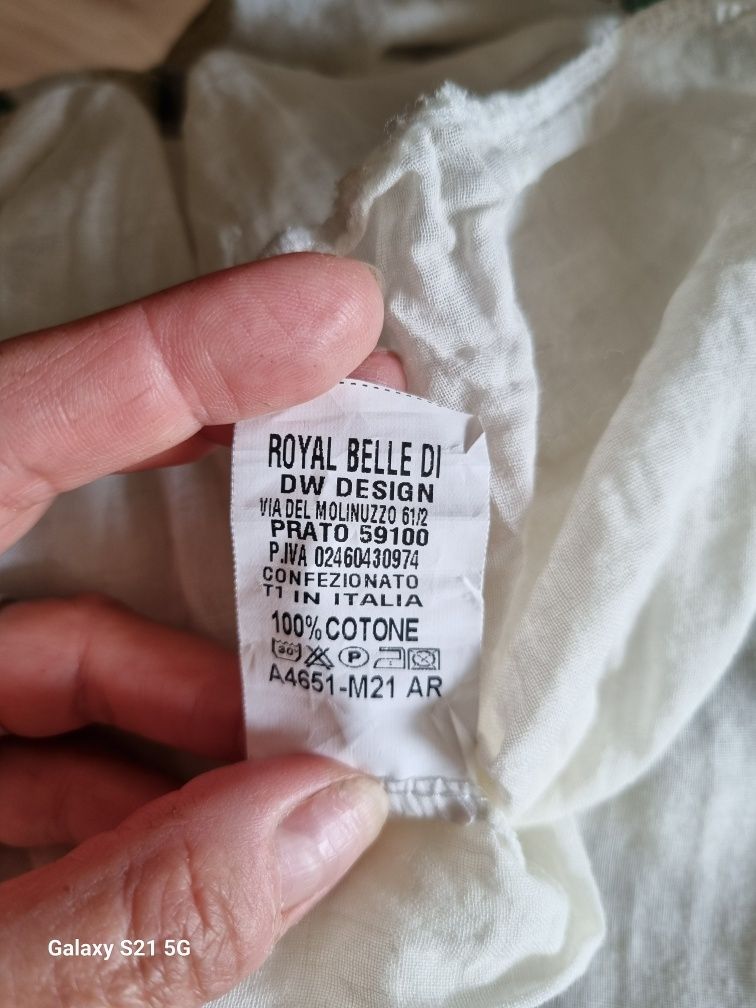 ROYAL BELLE DI
DW DESIGN
VIA DEL MOLINUZZO 61/2
PRATO 59100
P.IVA 02460430974
CONFEZIONATO
T1 IN ITALIA
100% COTONE
30 P
A4651-M21 AR
Galaxy S21 5G